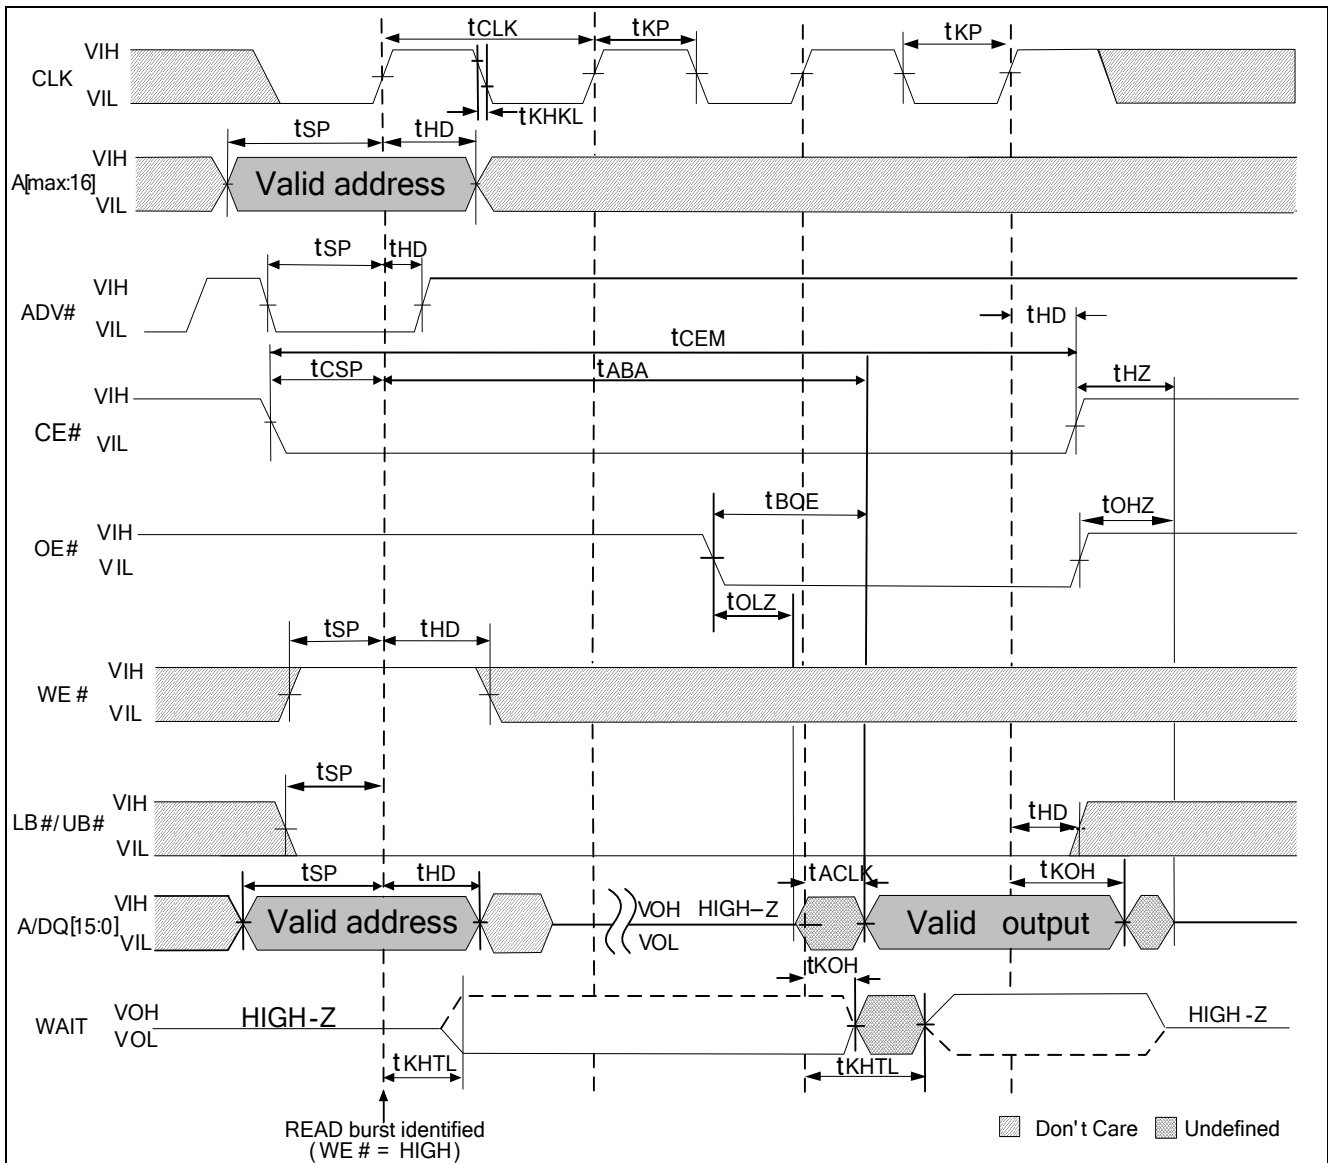 tCLK tKP tKP
VIH
CLK
VIL
tKHKL
tSP tHD
VIH
A[max:16] Valid address
VIL
tSP tHD
VIH
ADV#
VIL
tHD
tCEM
tCSP tABA tHZ
VIH
CE#
VIL
tBOE tOHZ
VIH
OE#
VIL
tOLZ
tSP tHD
VIH
WE #
VIL
tSP
VIH
LB#/UB# tHD
VIL
tSP tHD tACLK tKOH
VIH
A/DQ[15:0] Valid address VOH HIGH-Z Valid output
VIL VOL
tKOH
VOH
WAIT HIGH-Z HIGH-Z
VOL
tKHTL tKHTL
READ burst identified
(WE # = HIGH)
Don't Care Undefined